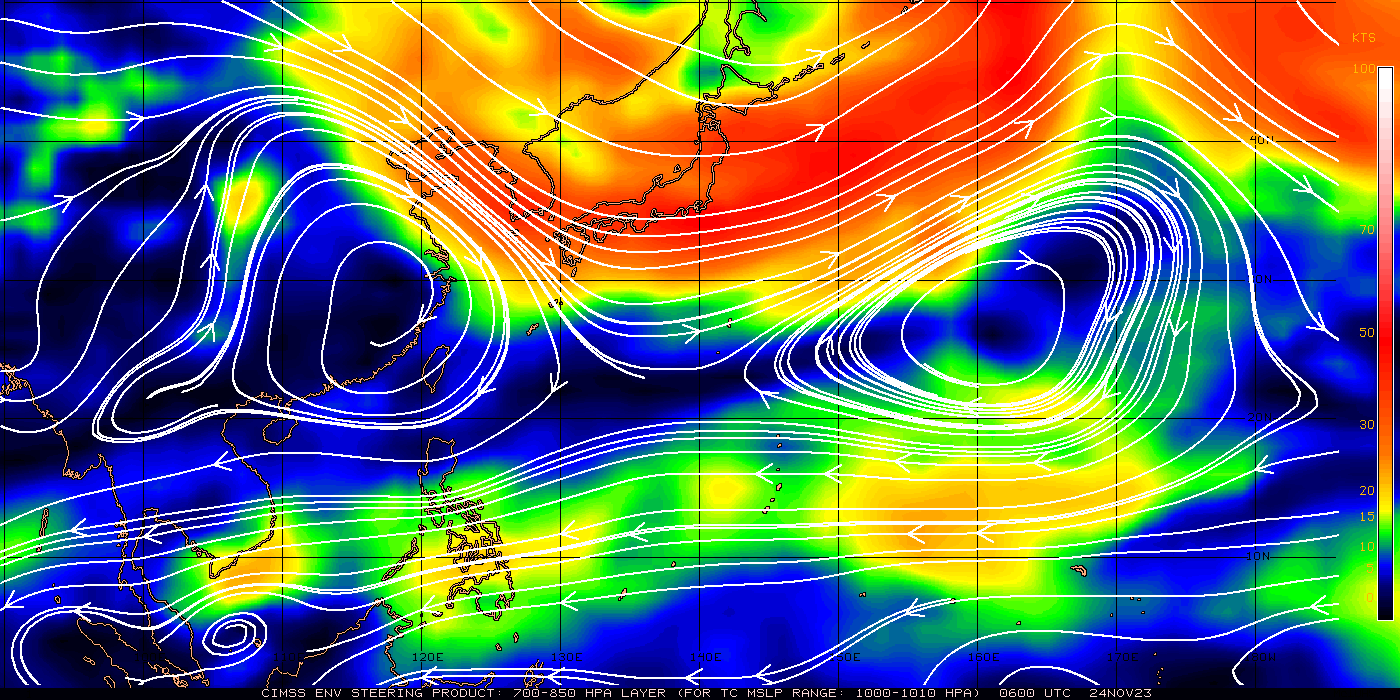 KTS
100
40N
70
30N
50
20N
30
20
15
10
10N
5
0
110E 120E 130E 140E 150E 160E 170E 180W
CIMSS ENV STEERING PRODUCT: 700-850 HPA LAYER (FOR TC MSLP RANGE: 1000-1010 HPA) 0600 UTC 24NOV23